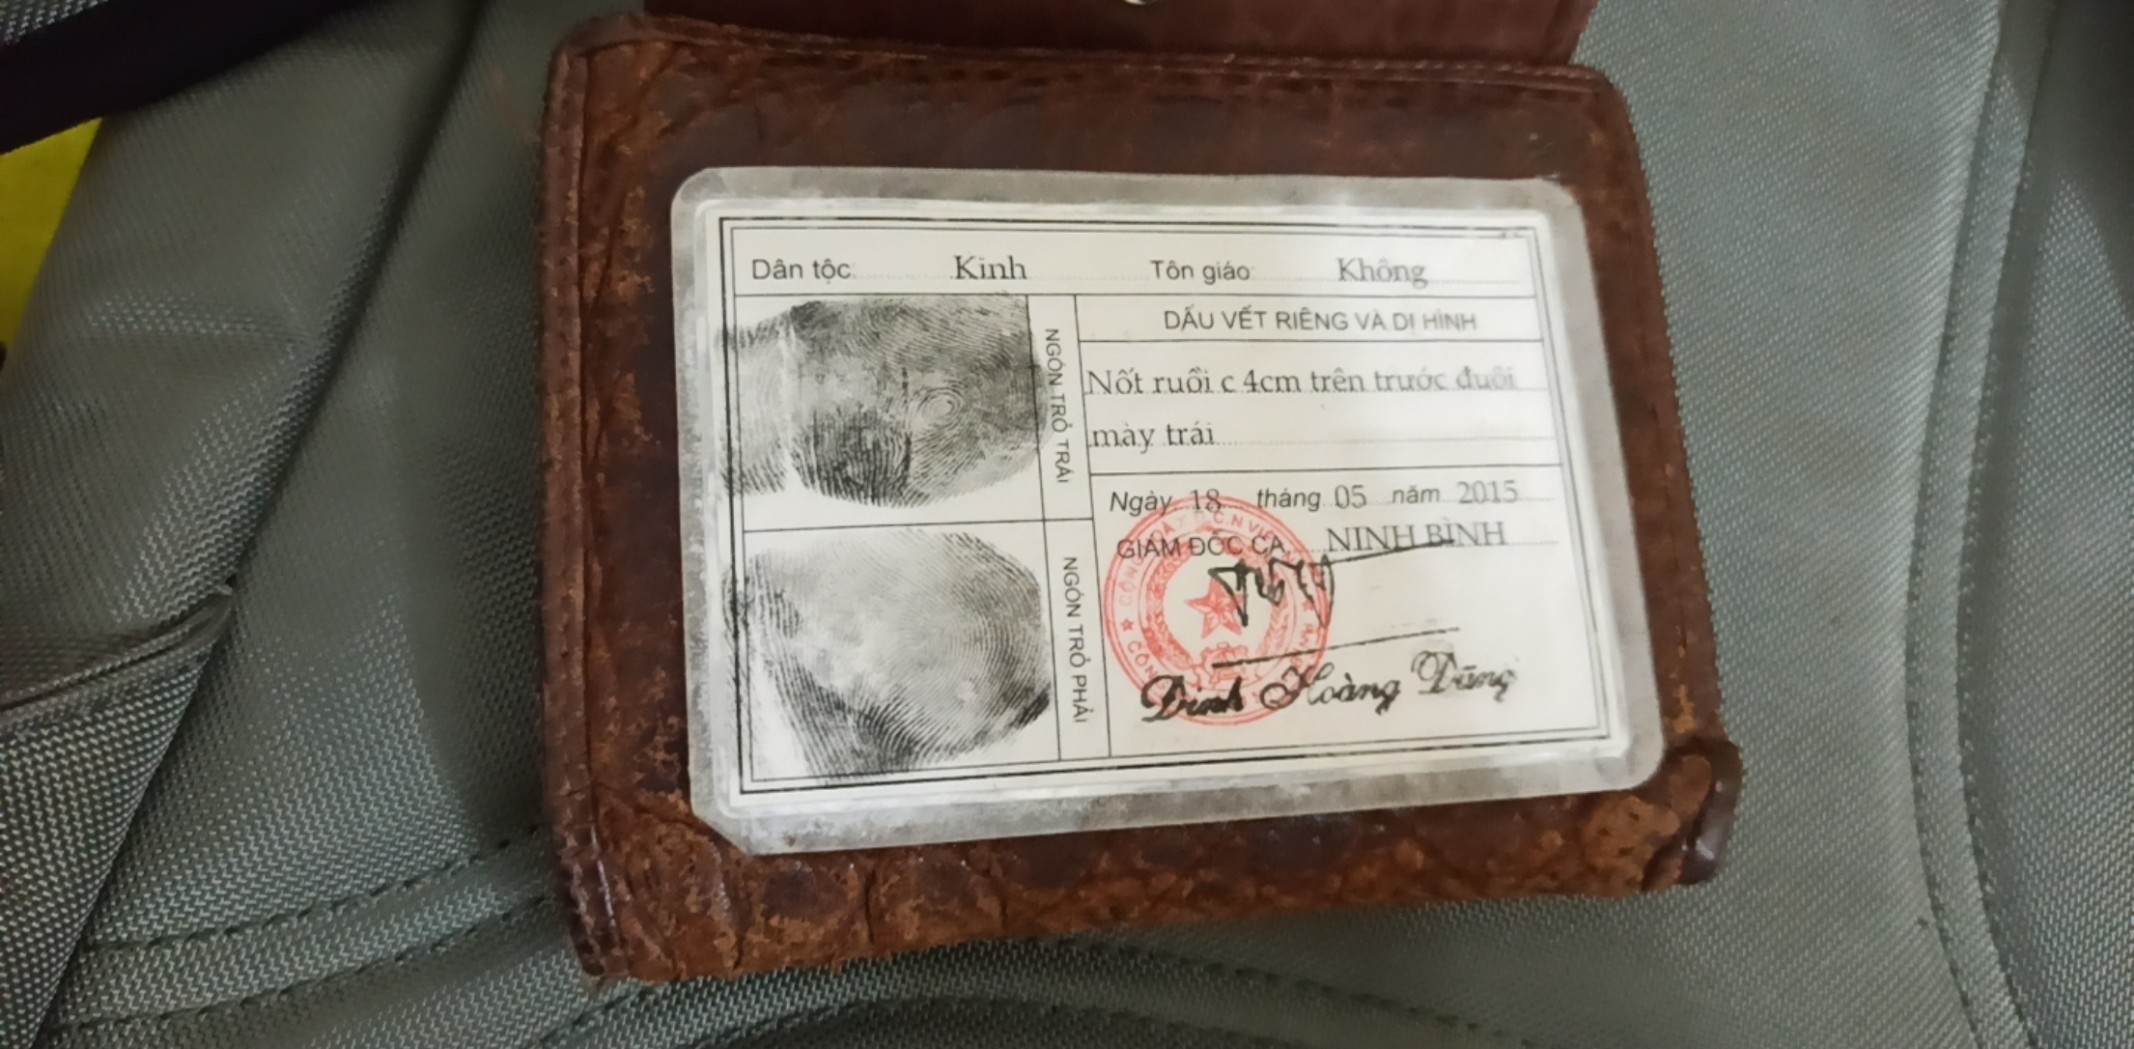 Dân tộc: Kinh Tôn giáo: Không
NGÓN TRỎ TRÁI
DẤU VẾT RIÊNG VÀ DỊ HÌNH
Nốt ruồi c 4cm trên trước đuôi
mày trái
Ngày 18 tháng 05 năm 2015
GIÁM ĐỐC CA NINH BÌNH
NGÓN TRỎ PHẢI
Đinh Hoàng Dũng